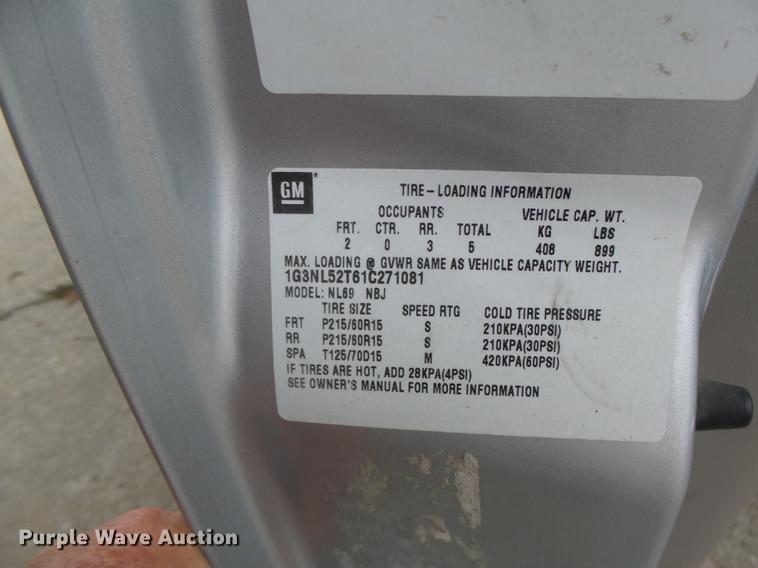 GM
TIRE-LOADING INFORMATION
OCCUPANTS VEHICLE CAP. WT.
FRT. CTR. RR. TOTAL KG LBS
2 0 3 5 408 899
MAX. LOADING @ GVWR SAME AS VEHICLE CAPACITY WEIGHT.
1G3NL52T61C271081
MODEL: NL69 NBJ
TIRE SIZE SPEED RTG COLD TIRE PRESSURE
FRT P215/60R15 S 210KPA(30PSI)
RR P215/60R15 S 210KPA(30PSI)
SPA T125/70D15 M 420KPA(60PSI)
IF TIRES ARE HOT, ADD 28KPA(4PSI)
SEE OWNER'S MANUAL FOR MORE INFORMATION
Purple Wave Auction